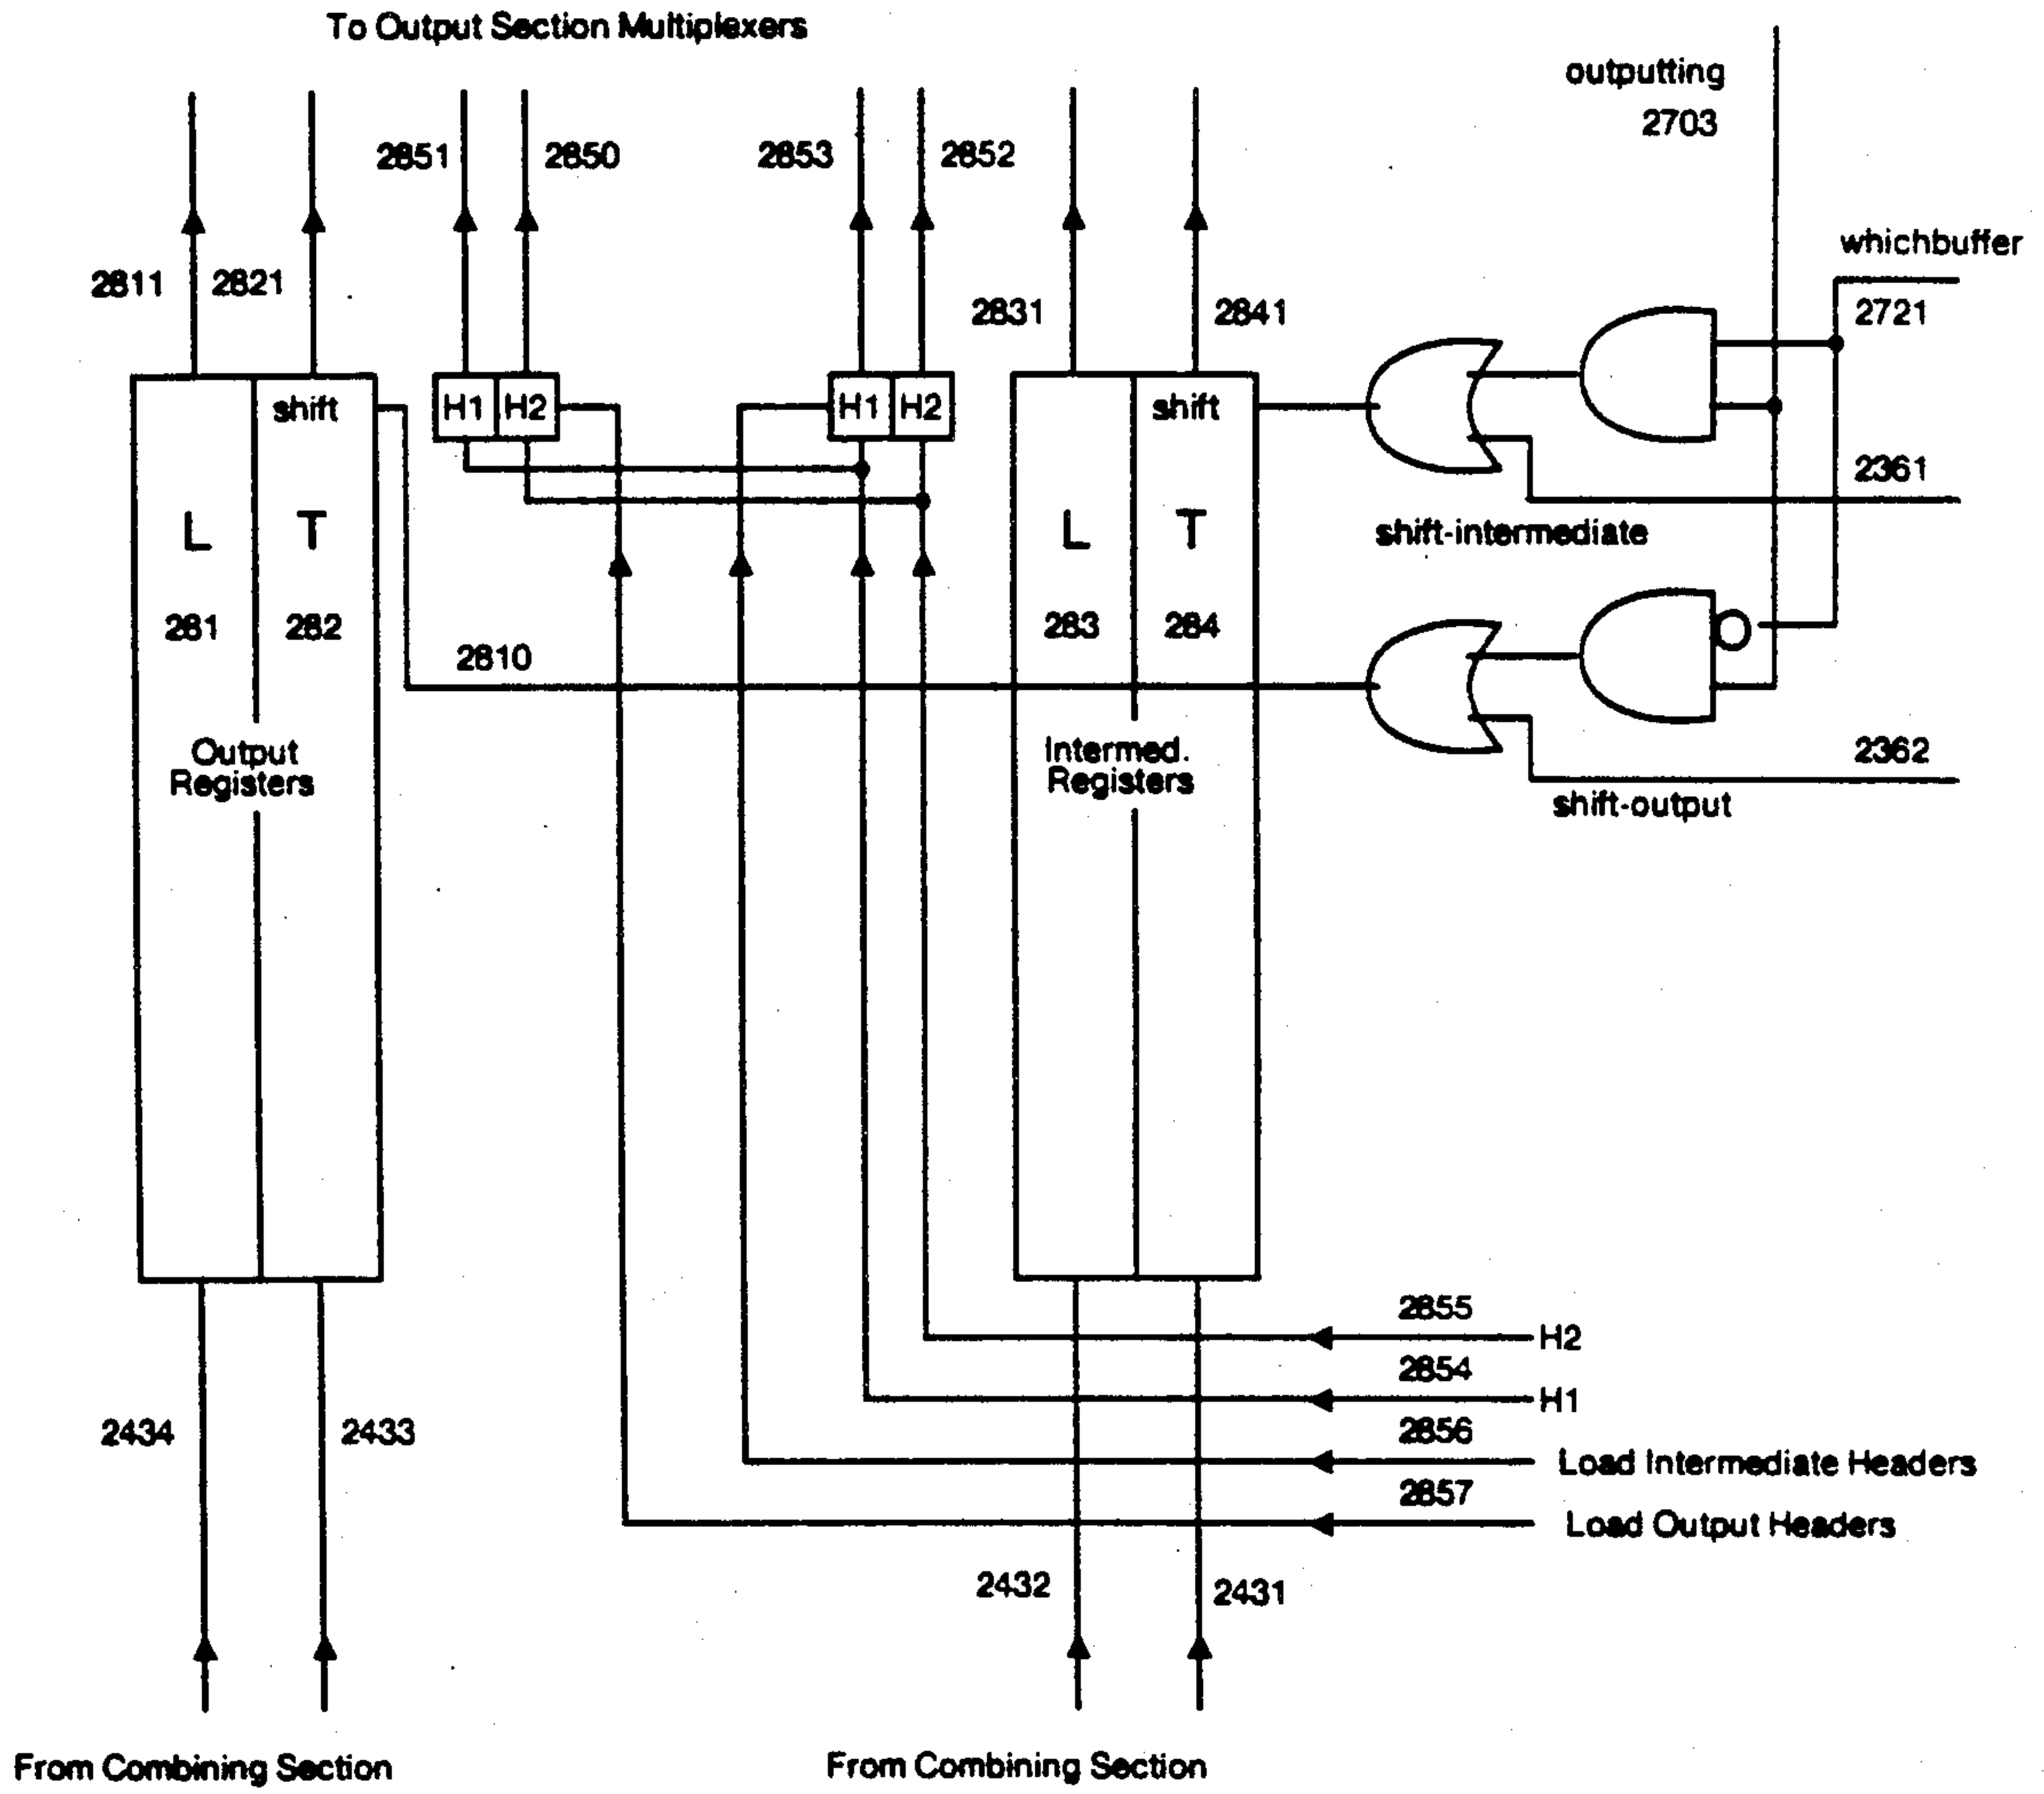 To Output Section Multiplexers
outputting
2703
2851 2850 2853 2852
whichbuffer
2811 2821 2831 2841 2721
shift H1 H2 H1 H2 shift
2361
L T L T shift-intermediate
281 282 283 284
2810
Output Intermed. 2362
Registers Registers
shift-output
2855
H2
2854
H1
2434 2433 2856
Load Intermediate Headers
2857
Load Output Headers
2432 2431
From Combining Section From Combining Section